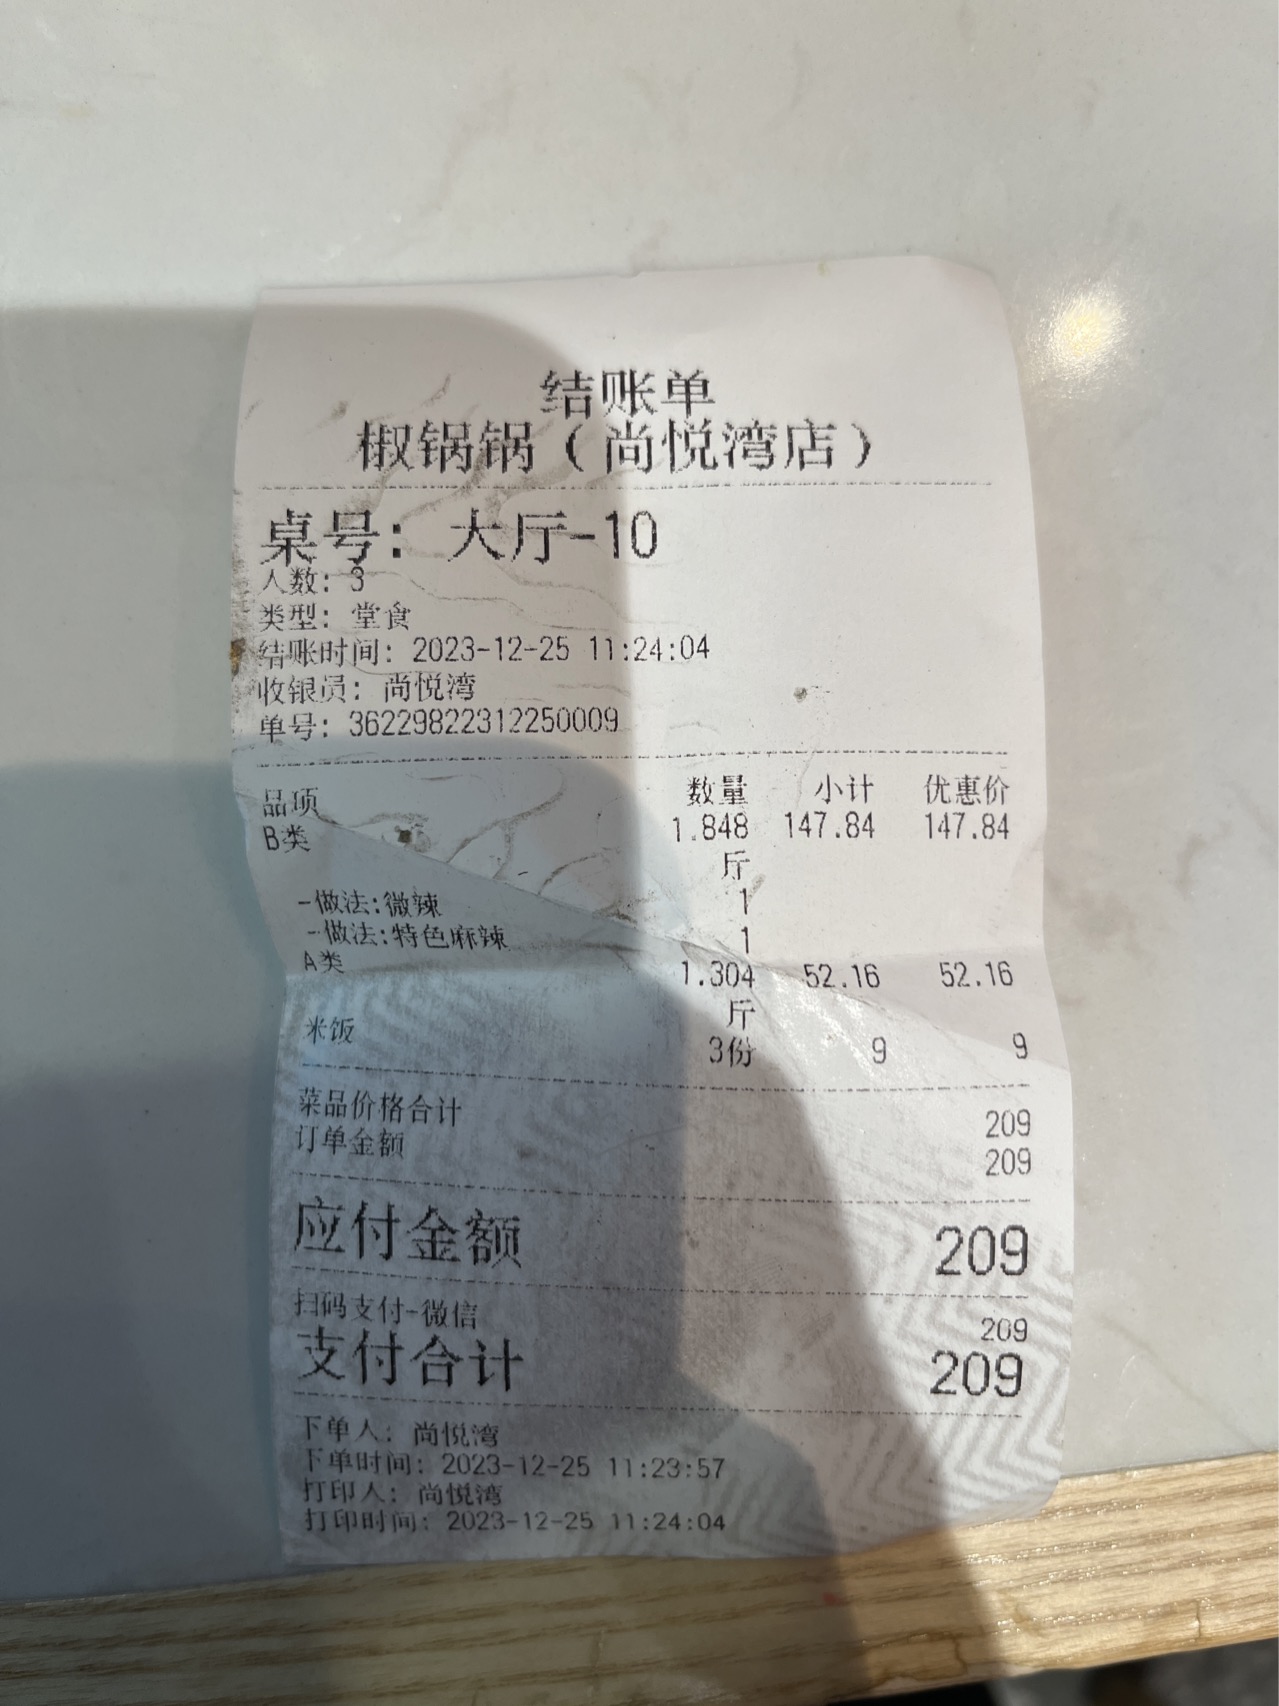 结账单
椒锅锅（尚悦湾店）
桌号： 大厅-10
人数：3
类型：堂食
结账时间：2023-12-25 11:24:04
收银员：尚悦湾
单号：36229822312250009
品项 数量 小计 优惠价
B类 1.848 147.84 147.84
斤
-做法:微辣 1
-做法:特色麻辣 1
A类 1.304 52.16 52.16
斤
米饭 3份 9 9
菜品价格合计 209
订单金额 209
应付金额 209
扫码支付-微信 209
支付合计 209
下单人：尚悦湾
下单时间：2023-12-25 11:23:57
打印人：尚悦湾
打印时间：2023-12-25 11:24:04